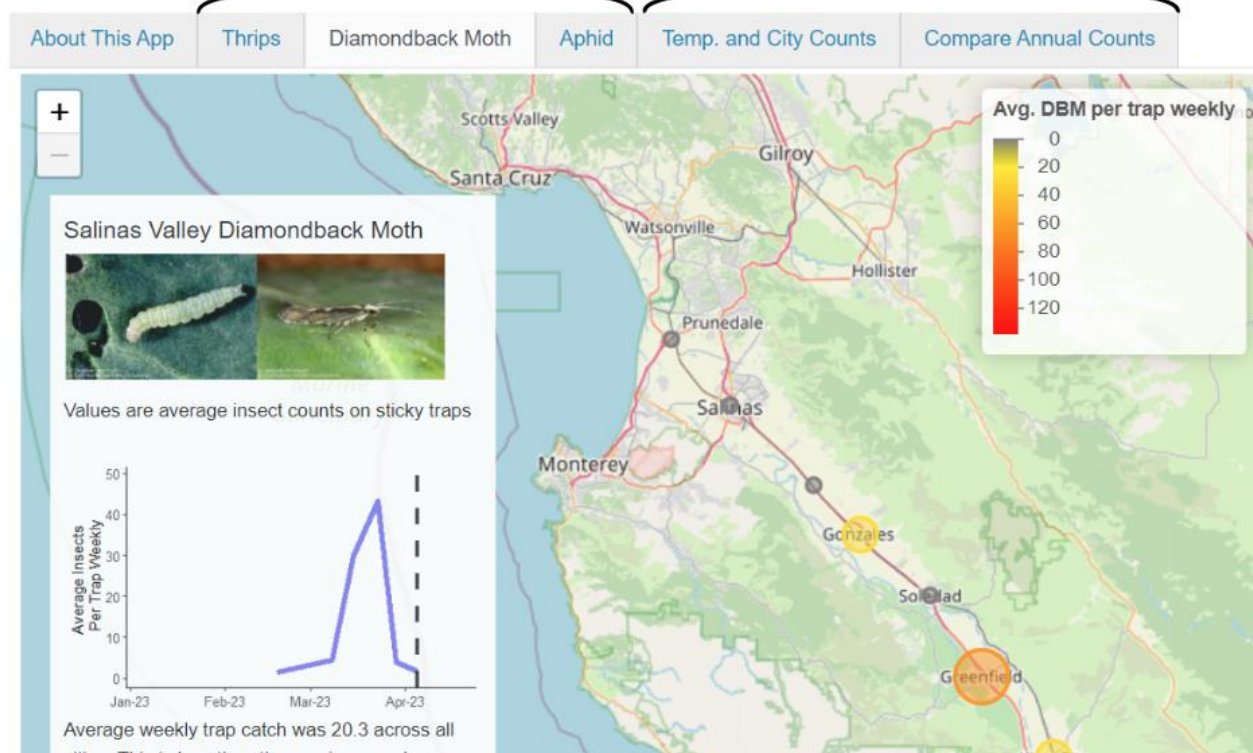 About This App
Thrips
Diamondback Moth
Aphid
Temp. and City Counts
Compare Annual Counts
+
−
Avg. DBM per trap weekly
0
20
40
60
80
100
120
Scotts Valley
Gilroy
Santa Cruz
Watsonville
Hollister
Prunedale
Salinas
Monterey
Gonzales
Soledad
Greenfield
Salinas Valley Diamondback Moth
Marine
Values are average insect counts on sticky traps
Average Insects
Per Trap Weekly
50
40
30
20
10
0
Jan-23
Feb-23
Mar-23
Apr-23
Average weekly trap catch was 20.3 across all